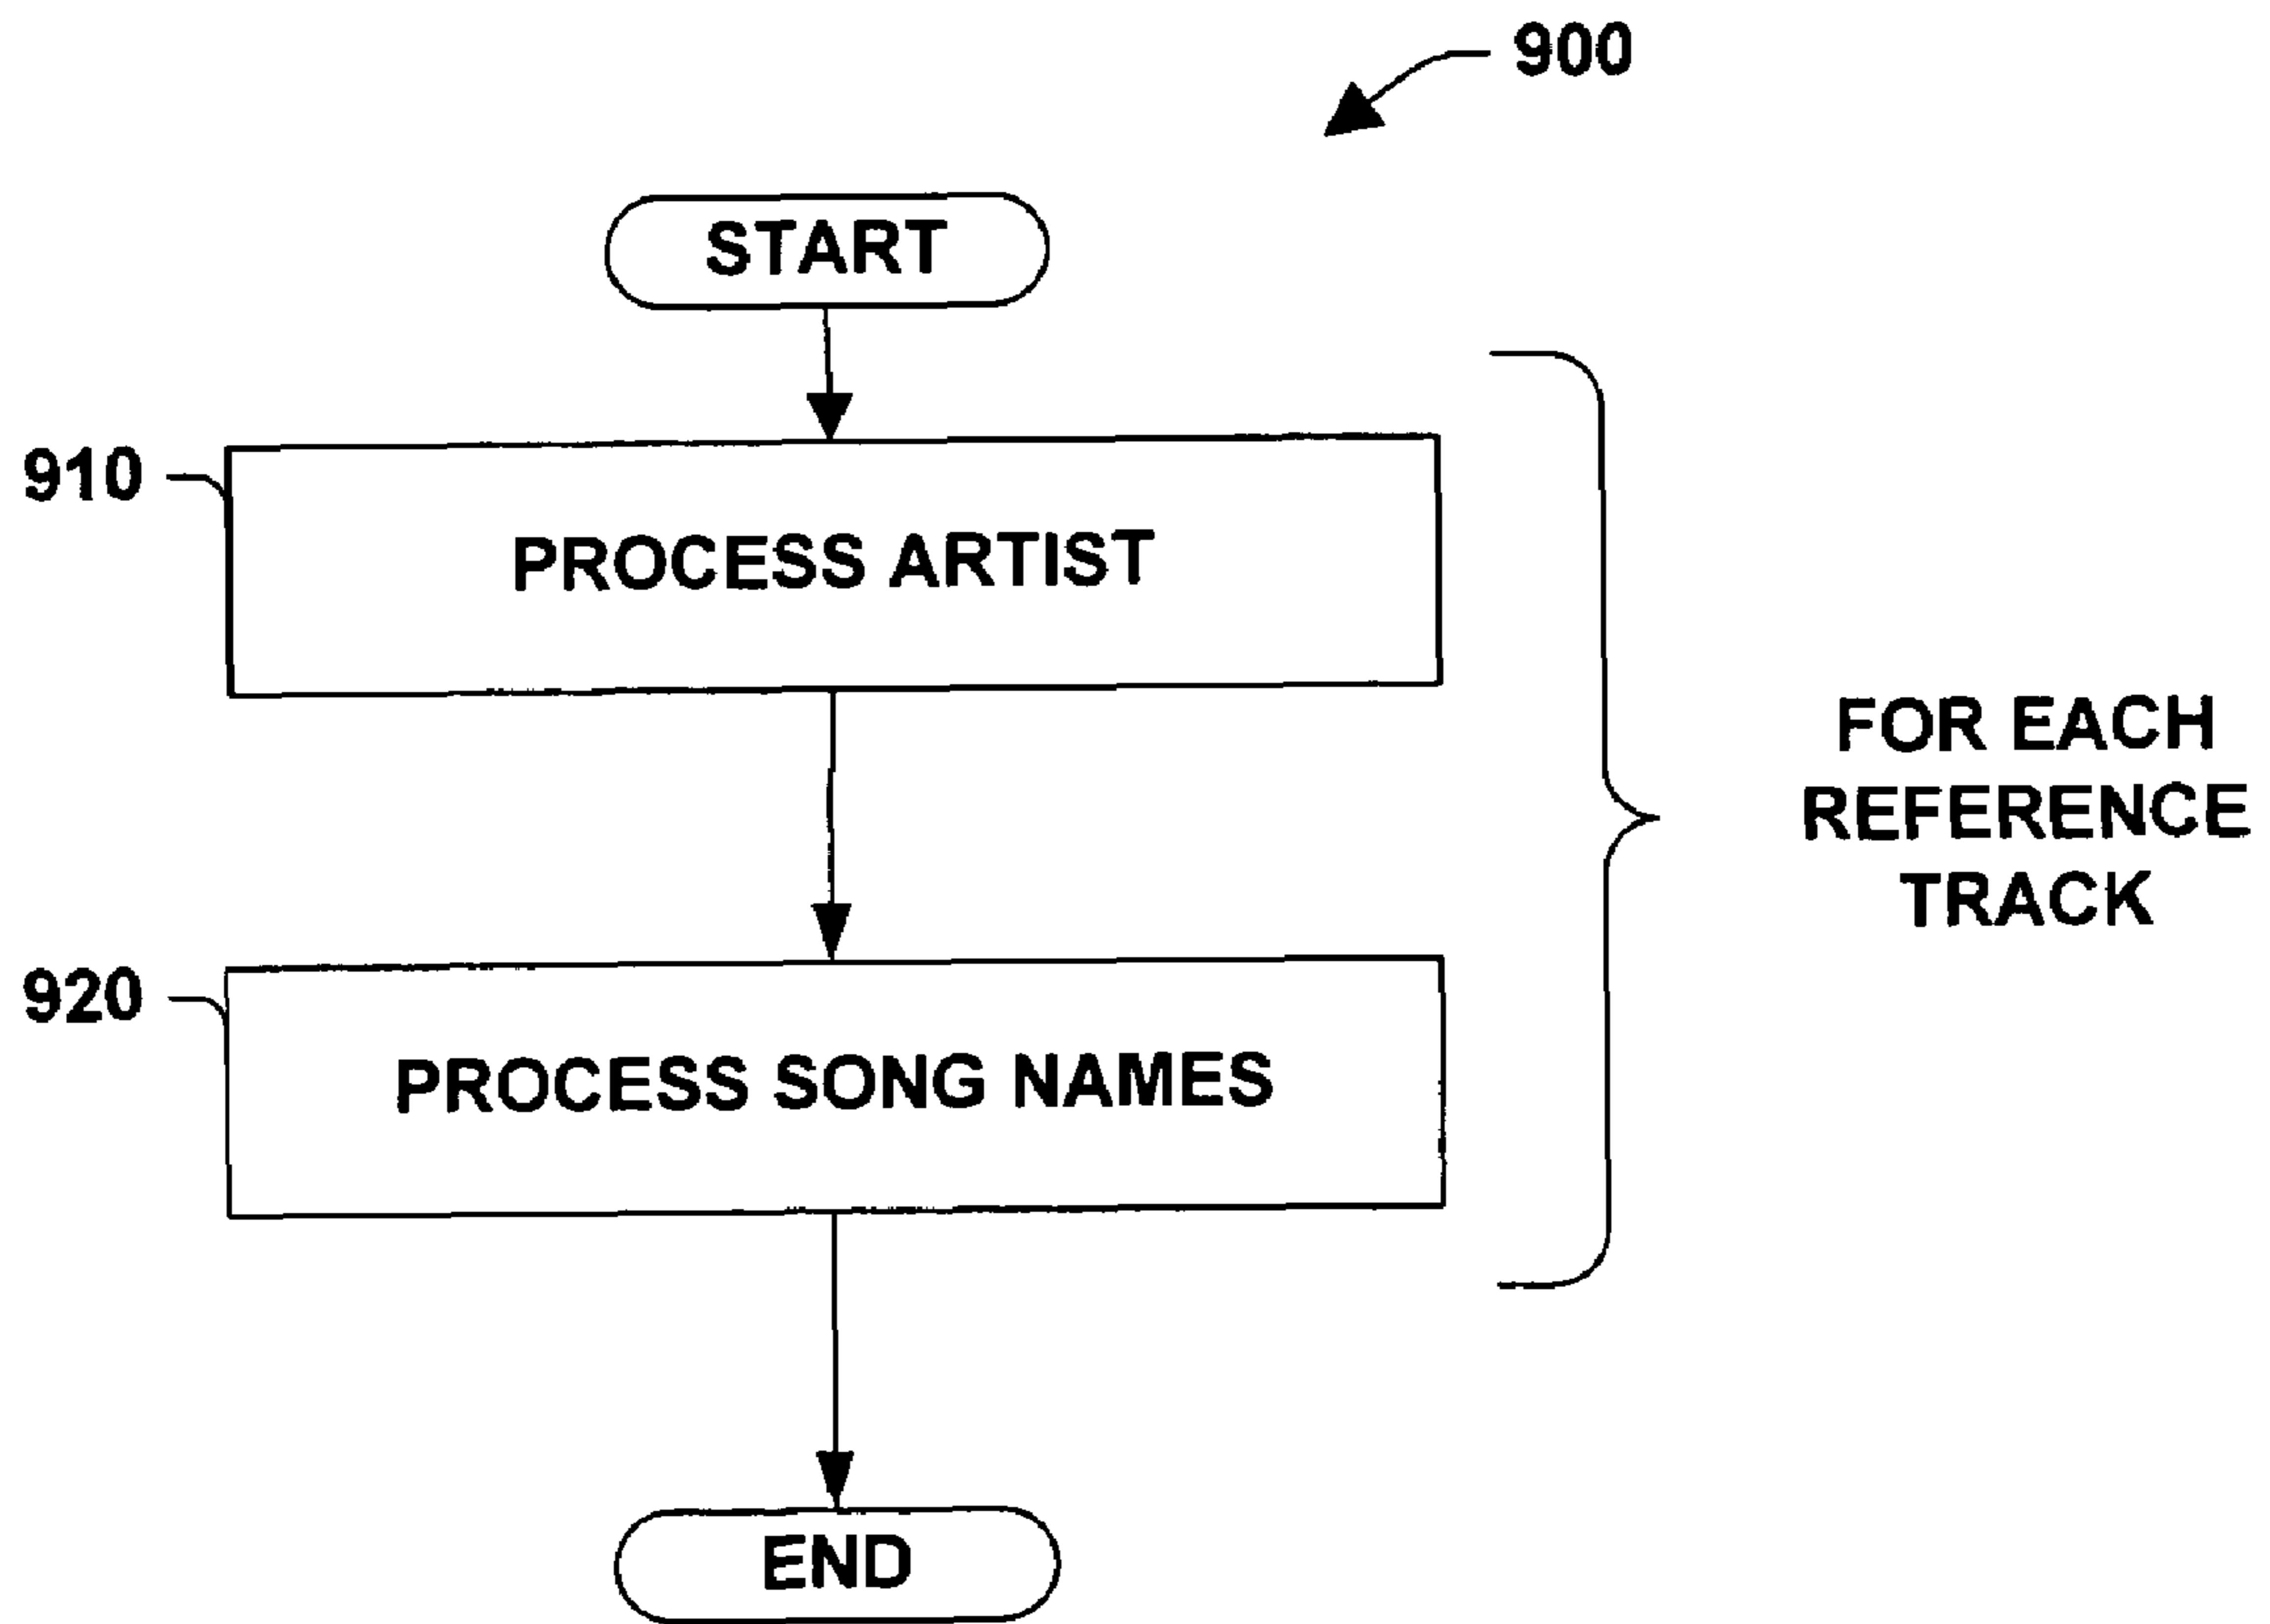 900
START
910
PROCESS ARTIST
FOR EACH
REFERENCE
TRACK
920
PROCESS SONG NAMES
END